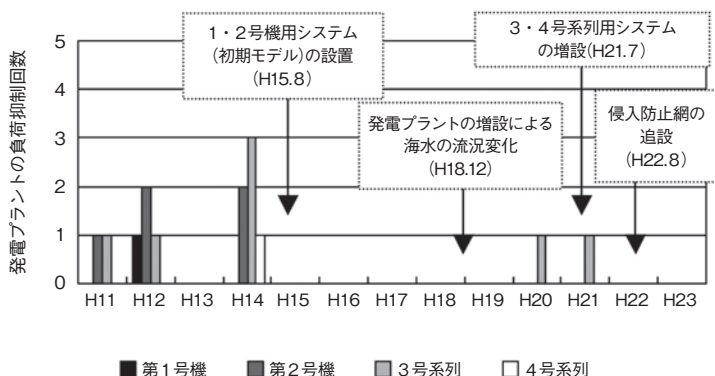 1・2号機用システム
(初期モデル)の設置
(H15.8)
3・4号系列用システム
の増設(H21.7)
発電プラントの増設による
海水の流況変化
(H18.12)
侵入防止網の
追設
(H22.8)
発電プラントの負荷抑制回数
5
4
3
2
1
0
H11 H12 H13 H14 H15 H16 H17 H18 H19 H20 H21 H22 H23
第1号機 第2号機 3号系列 4号系列